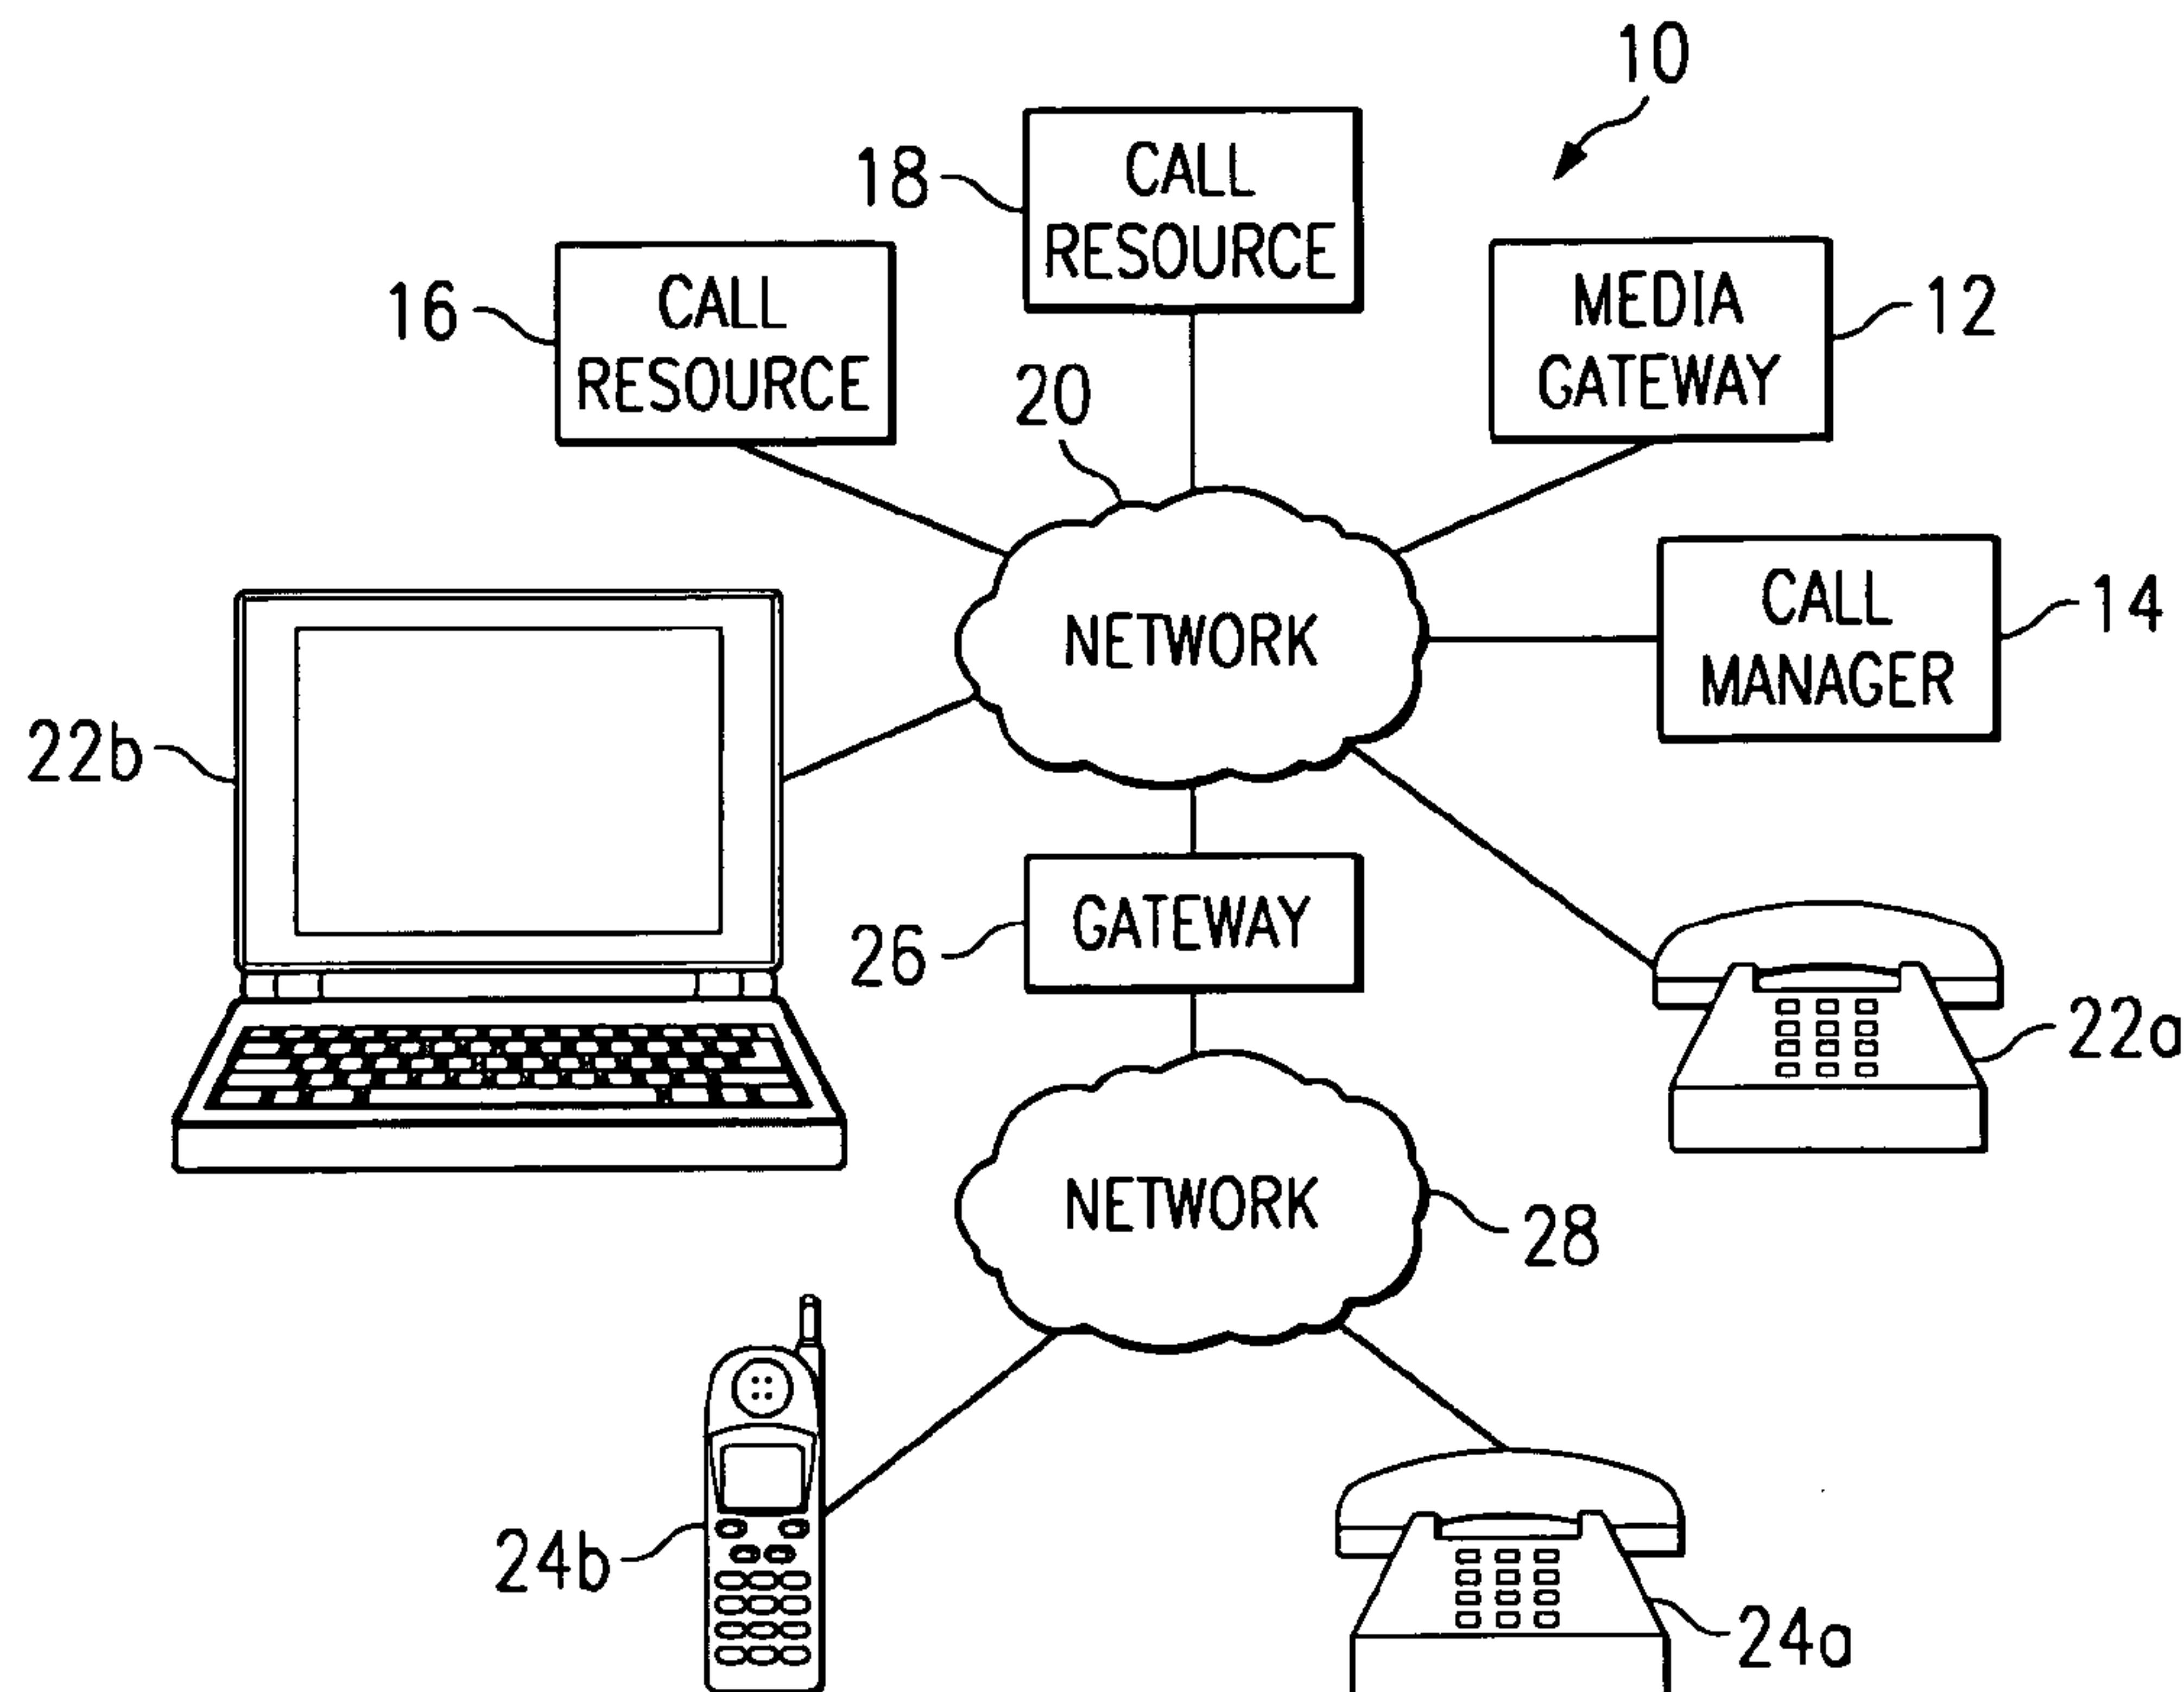 10
18
CALL
RESOURCE
16
CALL
RESOURCE
MEDIA
GATEWAY
12
20
NETWORK
CALL
MANAGER
14
22b
GATEWAY
26
22a
NETWORK
28
24b
24a